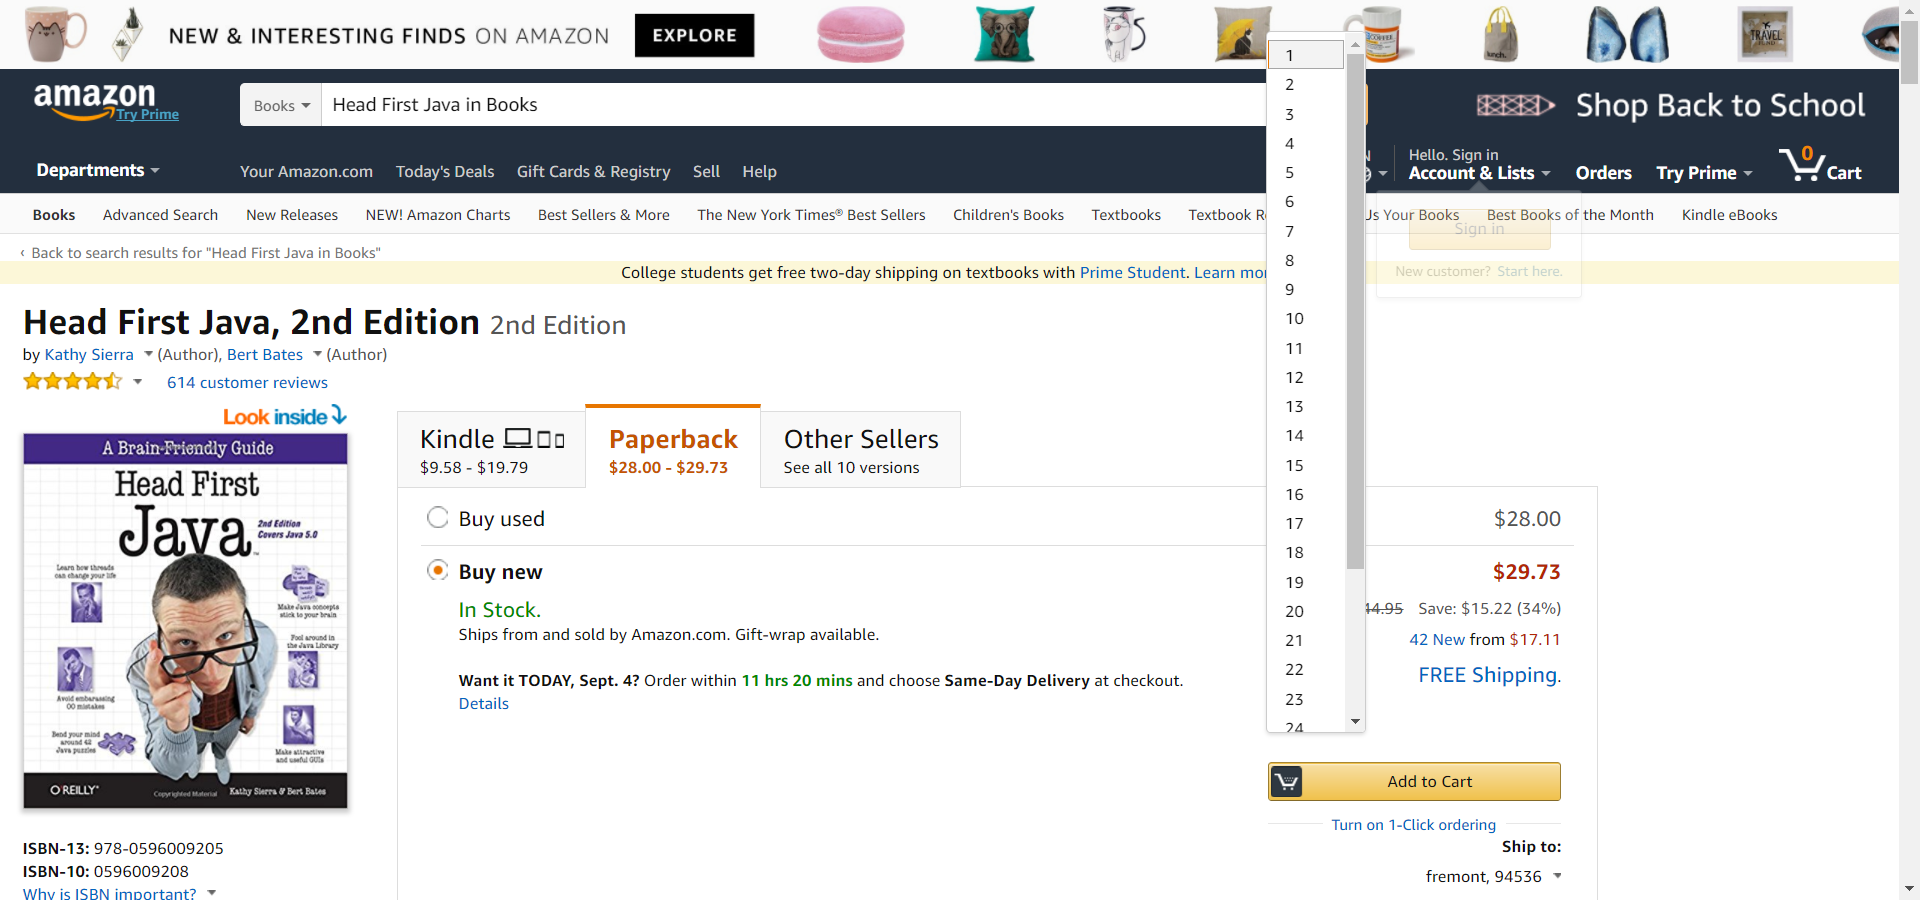 NEW & INTERESTING FINDS ON AMAZON
EXPLORE
COFFEE
lunch.
TRAVEL FUND
amazon
Try Prime
Books
Head First Java in Books
Shop Back to School
Departments
Your Amazon.com
Today's Deals
Gift Cards & Registry
Sell
Help
Hello. Sign in
Account & Lists
Orders
Try Prime
0
Cart
Books
Advanced Search
New Releases
NEW! Amazon Charts
Best Sellers & More
The New York Times® Best Sellers
Children's Books
Textbooks
Textbook
Us Your Books
Best Books of the Month
Kindle eBooks
Sign in
New customer? Start here.
‹ Back to search results for "Head First Java in Books"
College students get free two-day shipping on textbooks with Prime Student. Learn mo
Head First Java, 2nd Edition 2nd Edition
by Kathy Sierra (Author), Bert Bates (Author)
614 customer reviews
Look inside
A Brain-Friendly Guide
Head First
Java™
2nd Edition
Covers Java 5.0
Learn how threads
can change your life
Make Java concepts
stick to your brain
Fool around in
the Java Library
Avoid embarassing
OO mistakes
Bend your mind
around 42
Java puzzles
Make attractive
and useful GUIs
O'REILLY®
Copyrighted Material
Kathy Sierra & Bert Bates
ISBN-13: 978-0596009205
ISBN-10: 0596009208
Why is ISBN important?
Kindle
$9.58 - $19.79
Paperback
$28.00 - $29.73
Other Sellers
See all 10 versions
Buy used
$28.00
Buy new
$29.73
In Stock.
Ships from and sold by Amazon.com. Gift-wrap available.
44.95 Save: $15.22 (34%)
42 New from $17.11
FREE Shipping.
Want it TODAY, Sept. 4? Order within 11 hrs 20 mins and choose Same-Day Delivery at checkout.
Details
1
2
3
4
5
6
7
8
9
10
11
12
13
14
15
16
17
18
19
20
21
22
23
24
Add to Cart
Turn on 1-Click ordering
Ship to:
fremont, 94536